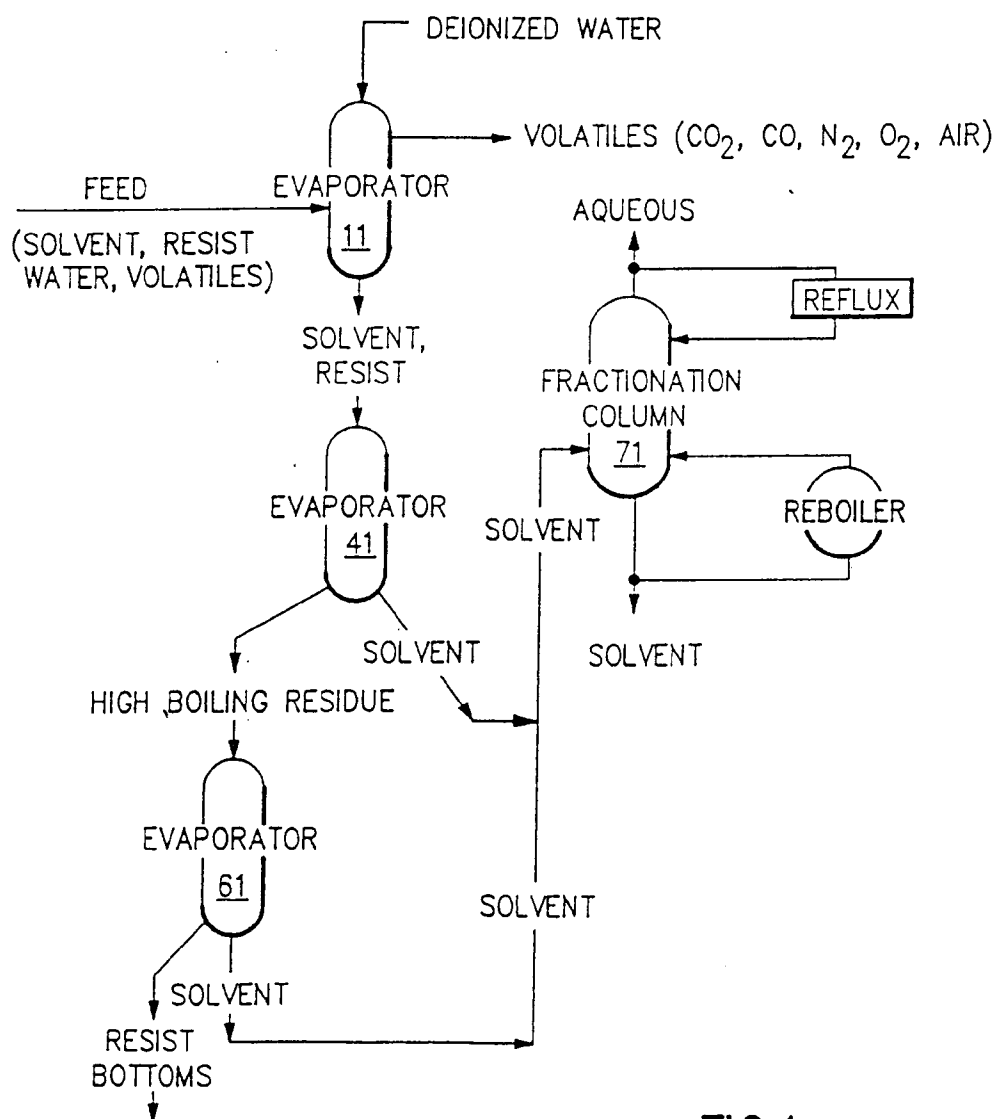 DEIONIZED WATER
VOLATILES (CO2, CO, N2, O2, AIR)
FEED
EVAPORATOR
11
(SOLVENT, RESIST
WATER, VOLATILES)
AQUEOUS
REFLUX
SOLVENT,
RESIST
FRACTIONATION
COLUMN
71
EVAPORATOR
41
SOLVENT
REBOILER
SOLVENT
SOLVENT
HIGH BOILING RESIDUE
EVAPORATOR
61
SOLVENT
SOLVENT
RESIST
BOTTOMS